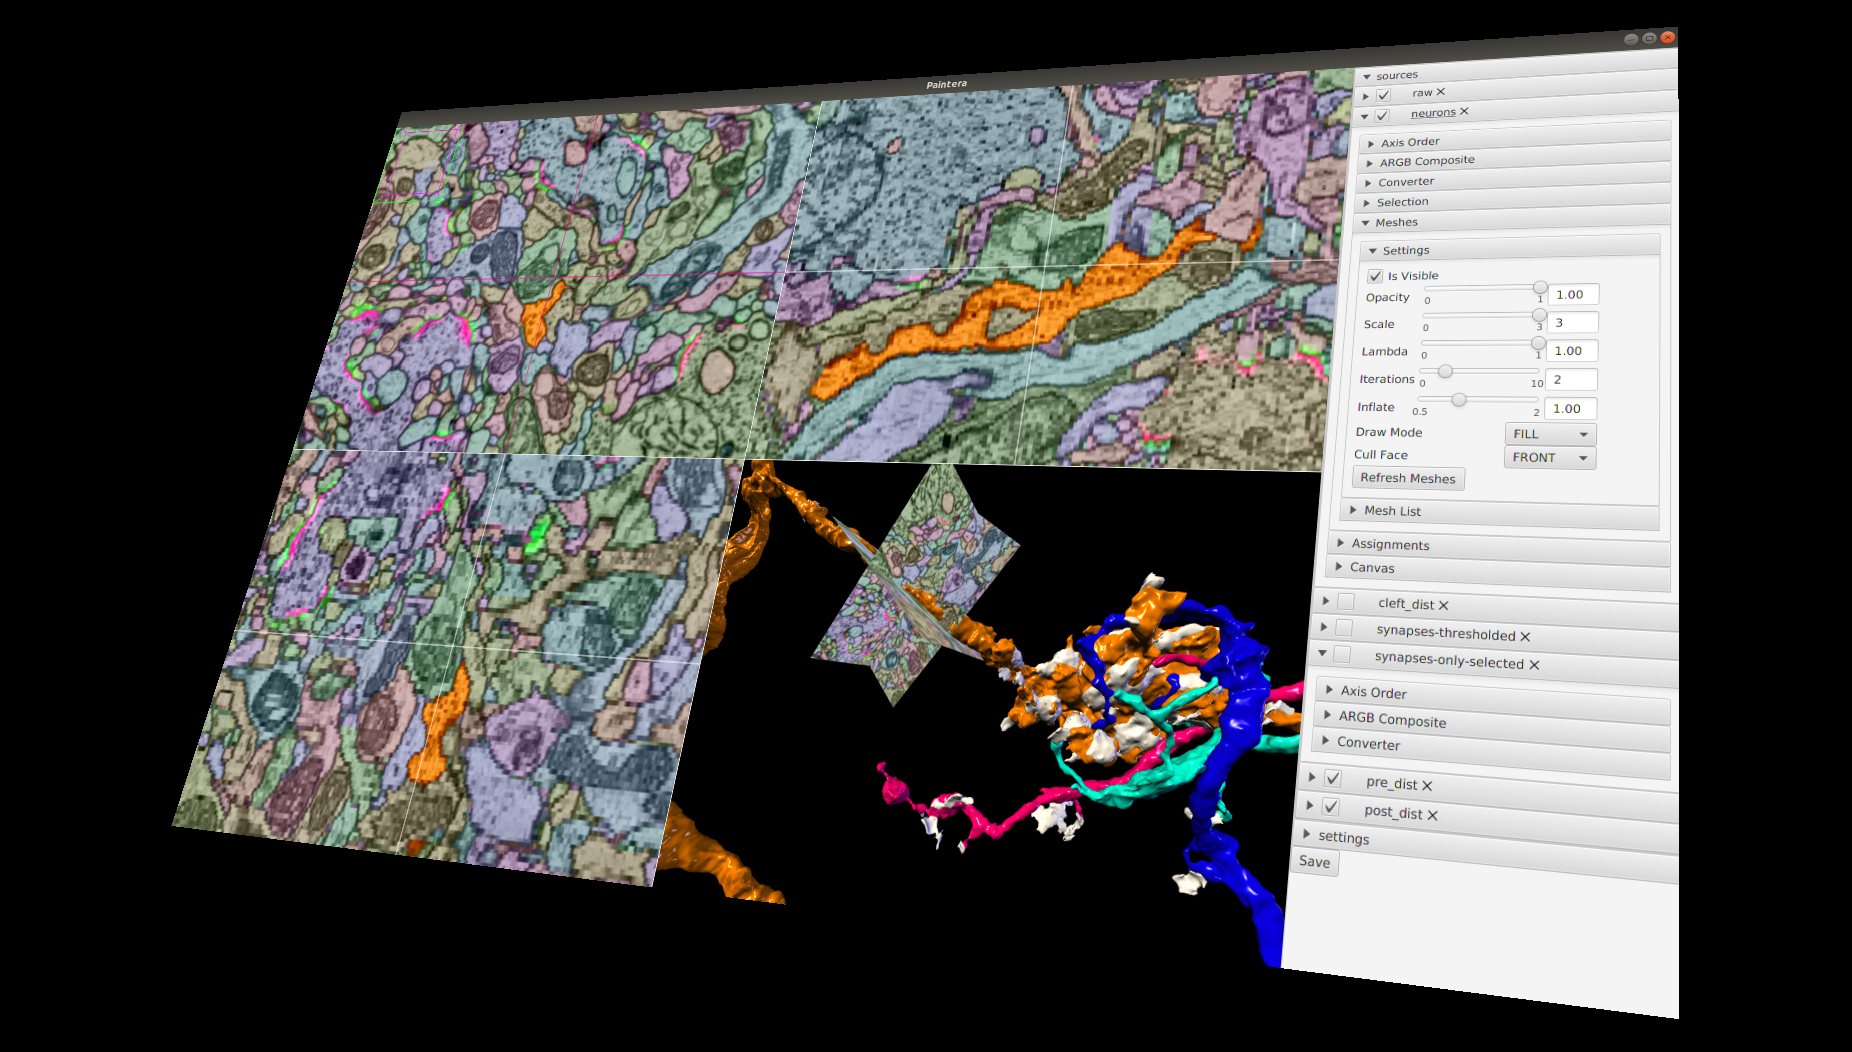 Paintera
sources
raw ×
neurons ×
Axis Order
ARGB Composite
Converter
Selection
Meshes
Settings
Is Visible
Opacity 0 1 1.00
Scale 0 3 3
Lambda 0 1 1.00
Iterations 0 10 2
Inflate 0.5 2 1.00
Draw Mode FILL
Cull Face FRONT
Refresh Meshes
Mesh List
Assignments
Canvas
cleft_dist ×
synapses-thresholded ×
synapses-only-selected ×
Axis Order
ARGB Composite
Converter
pre_dist ×
post_dist ×
settings
Save